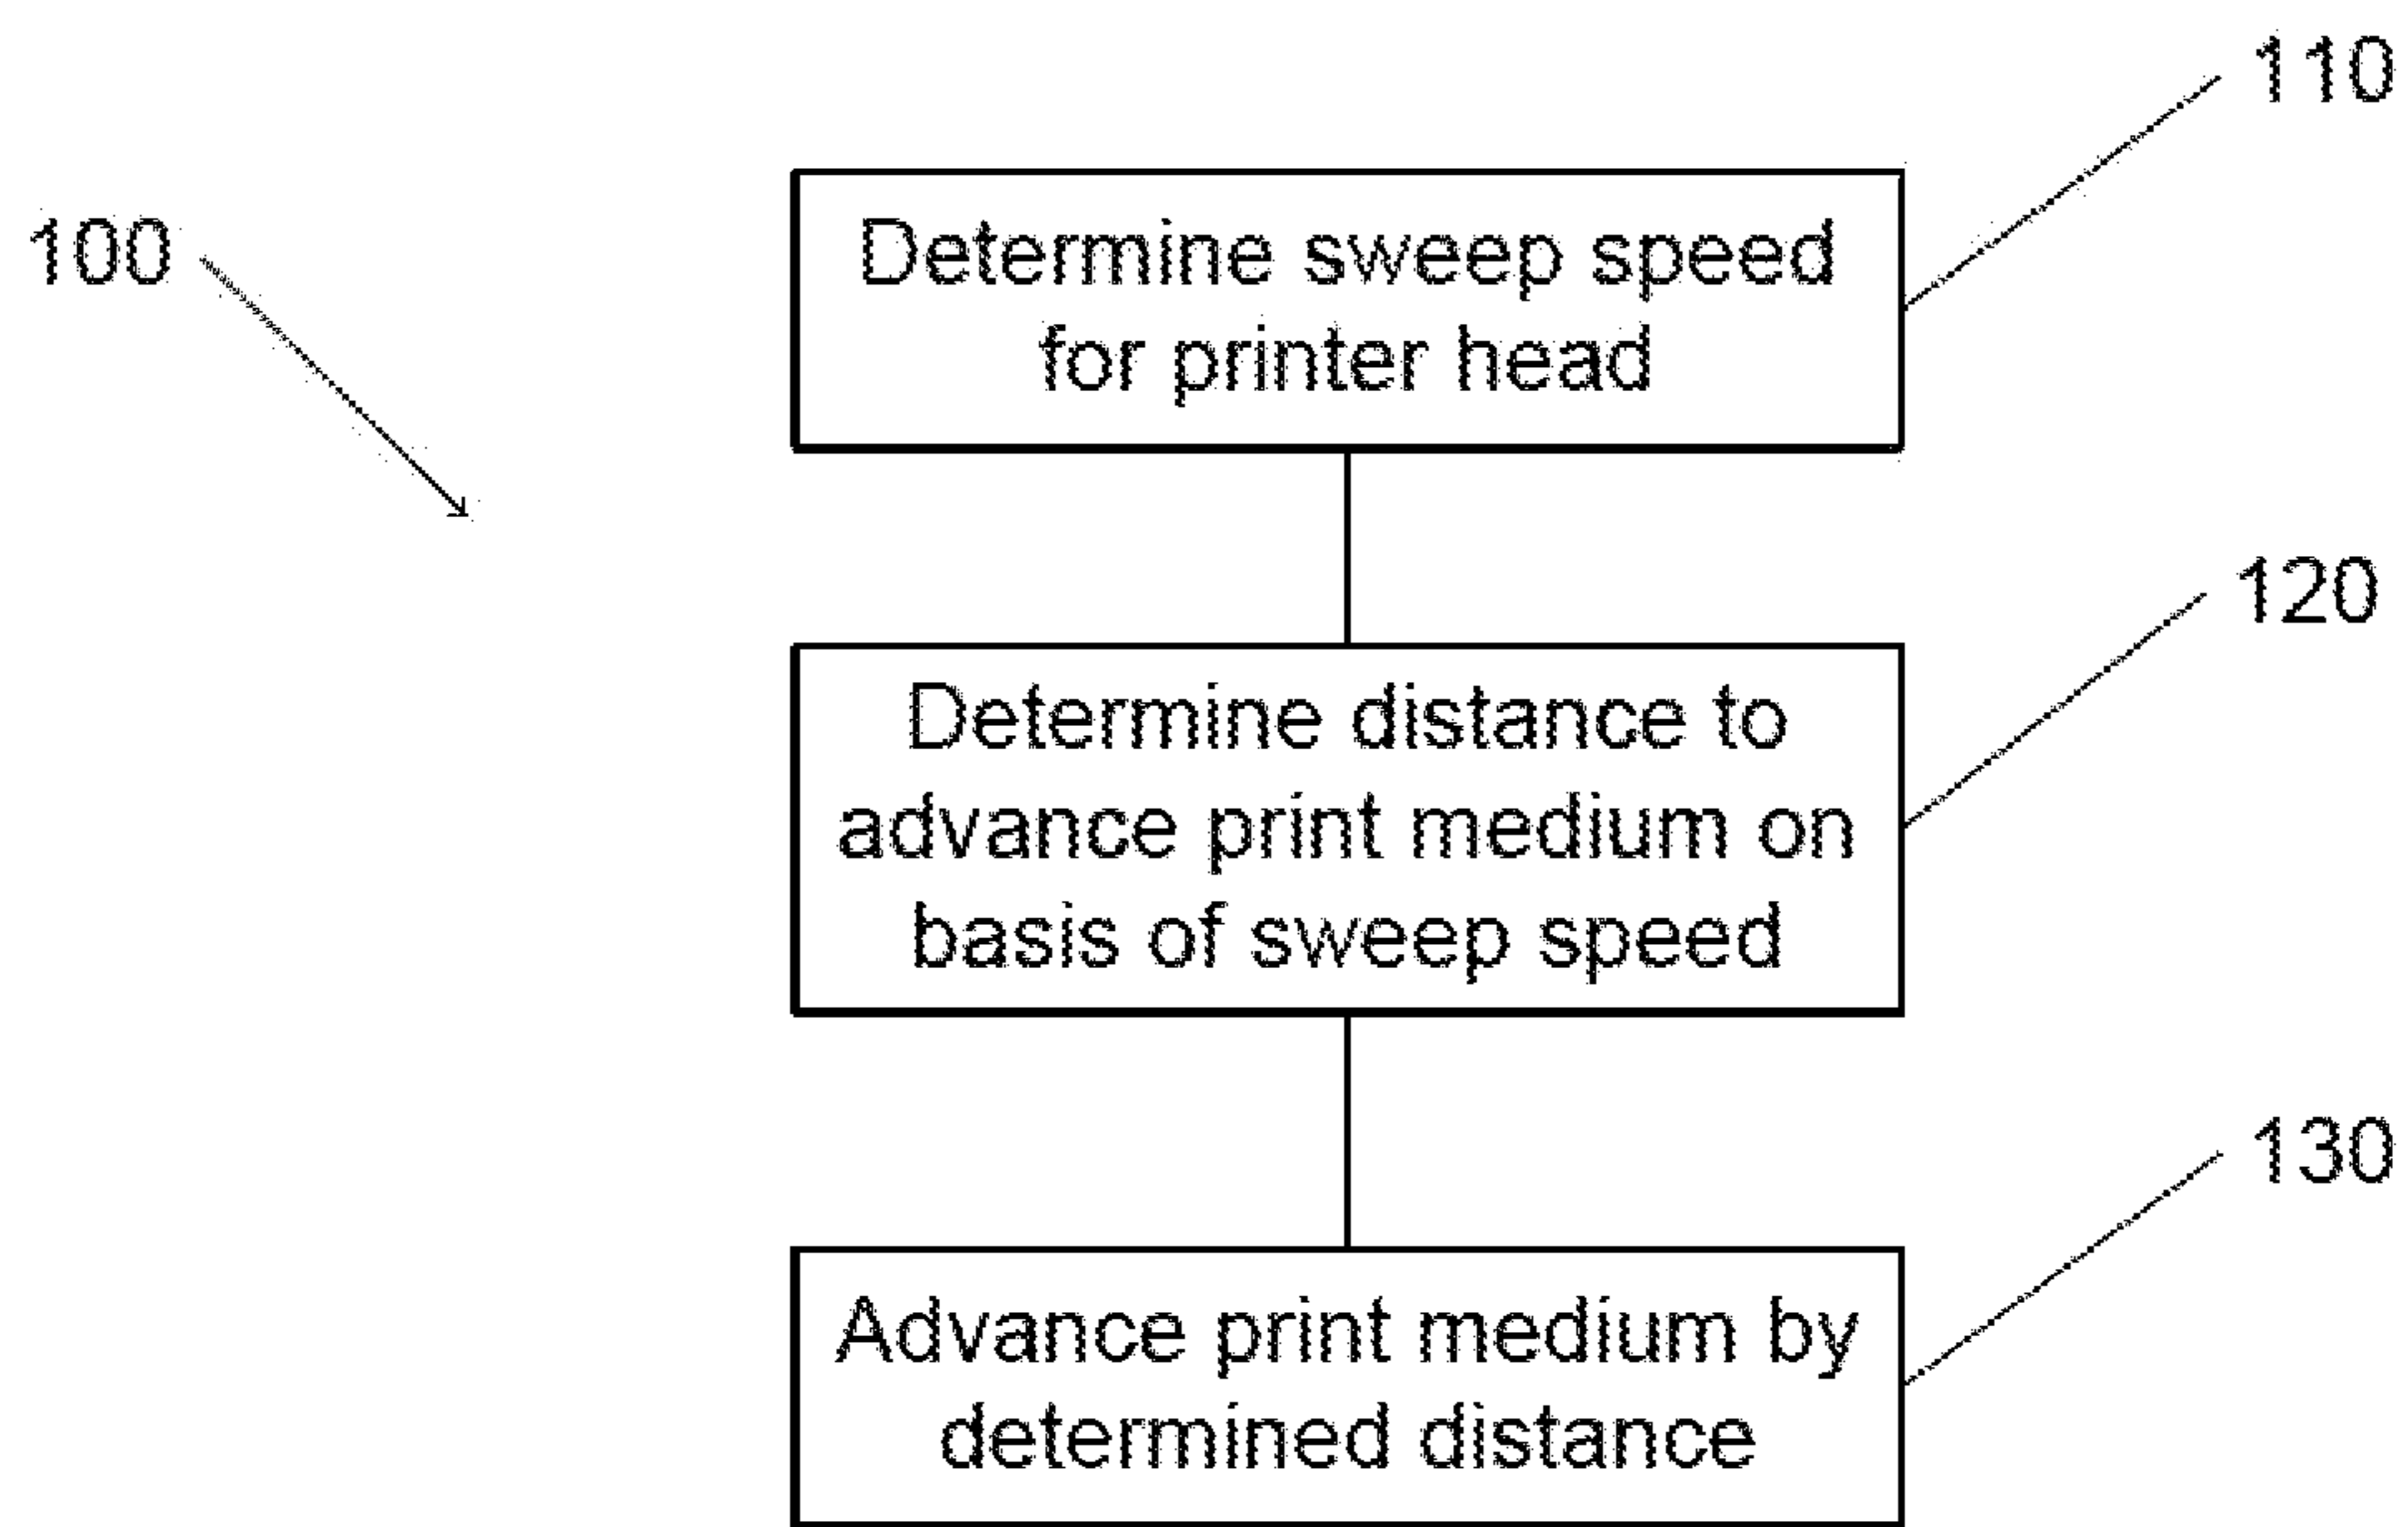 110
100
Determine sweep speed
for printer head
120
Determine distance to
advance print medium on
basis of sweep speed
130
Advance print medium by
determined distance